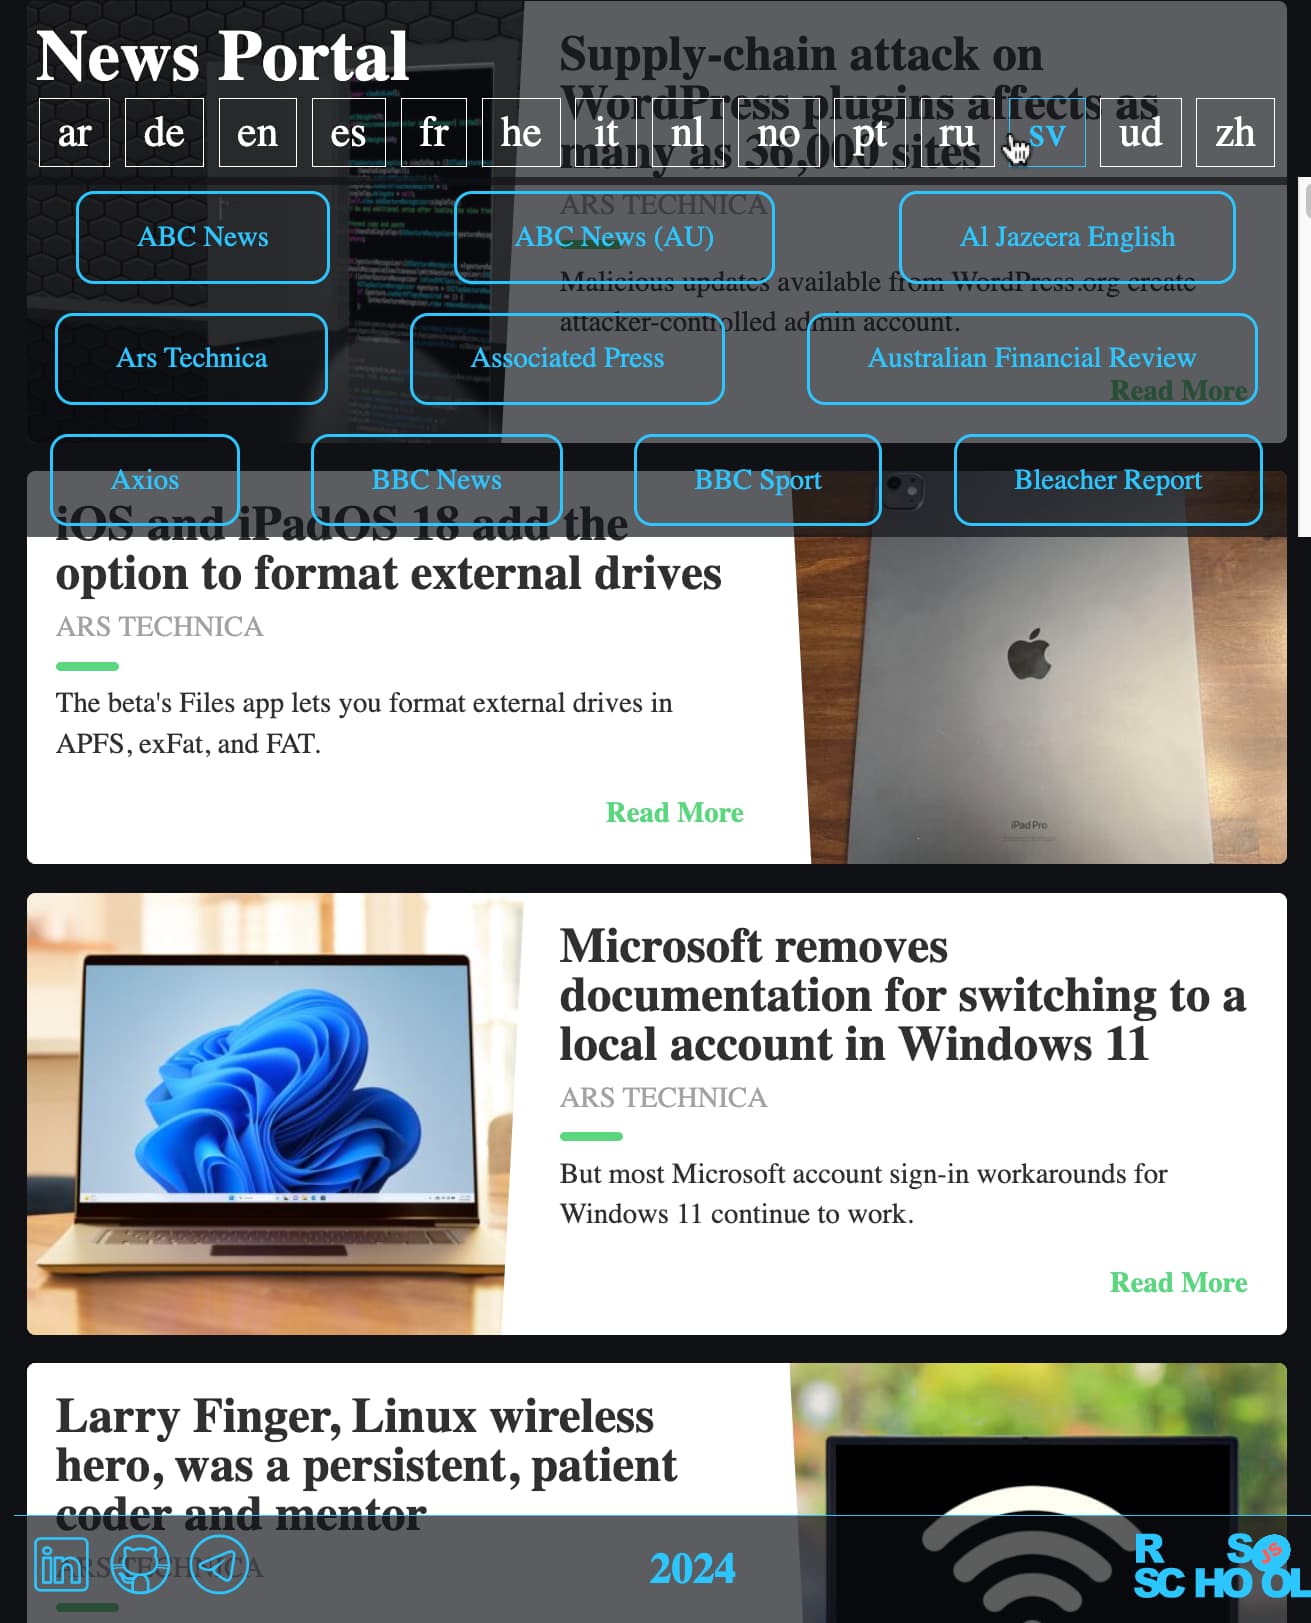 News Portal
ar de en es fr he it nl no pt ru sv ud zh
Supply-chain attack on
WordPress plugins affects as
many as 36,000 sites
ARS TECHNICA
Malicious updates available from WordPress.org create
attacker-controlled admin account.
Read More
ABC News ABC News (AU) Al Jazeera English
Ars Technica Associated Press Australian Financial Review
Axios BBC News BBC Sport Bleacher Report
iOS and iPadOS 18 add the
option to format external drives
ARS TECHNICA
The beta's Files app lets you format external drives in
APFS, exFat, and FAT.
Read More
iPad Pro
Microsoft removes
documentation for switching to a
local account in Windows 11
ARS TECHNICA
But most Microsoft account sign-in workarounds for
Windows 11 continue to work.
Read More
Larry Finger, Linux wireless
hero, was a persistent, patient
coder and mentor
ARS TECHNICA
in
2024
RS JS
SCHOOL